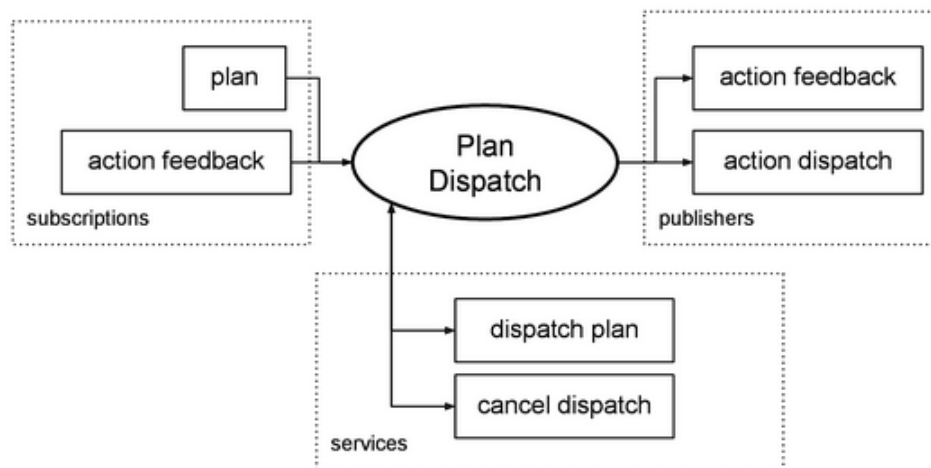 plan
action feedback
subscriptions
Plan
Dispatch
action feedback
action dispatch
publishers
dispatch plan
cancel dispatch
services